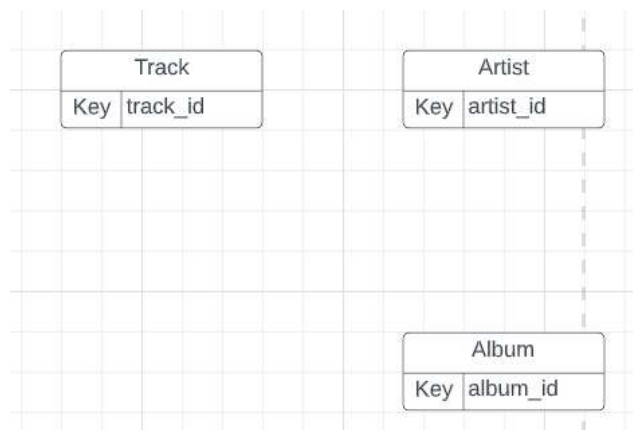 Track
Key track_id
Artist
Key artist_id
Album
Key album_id